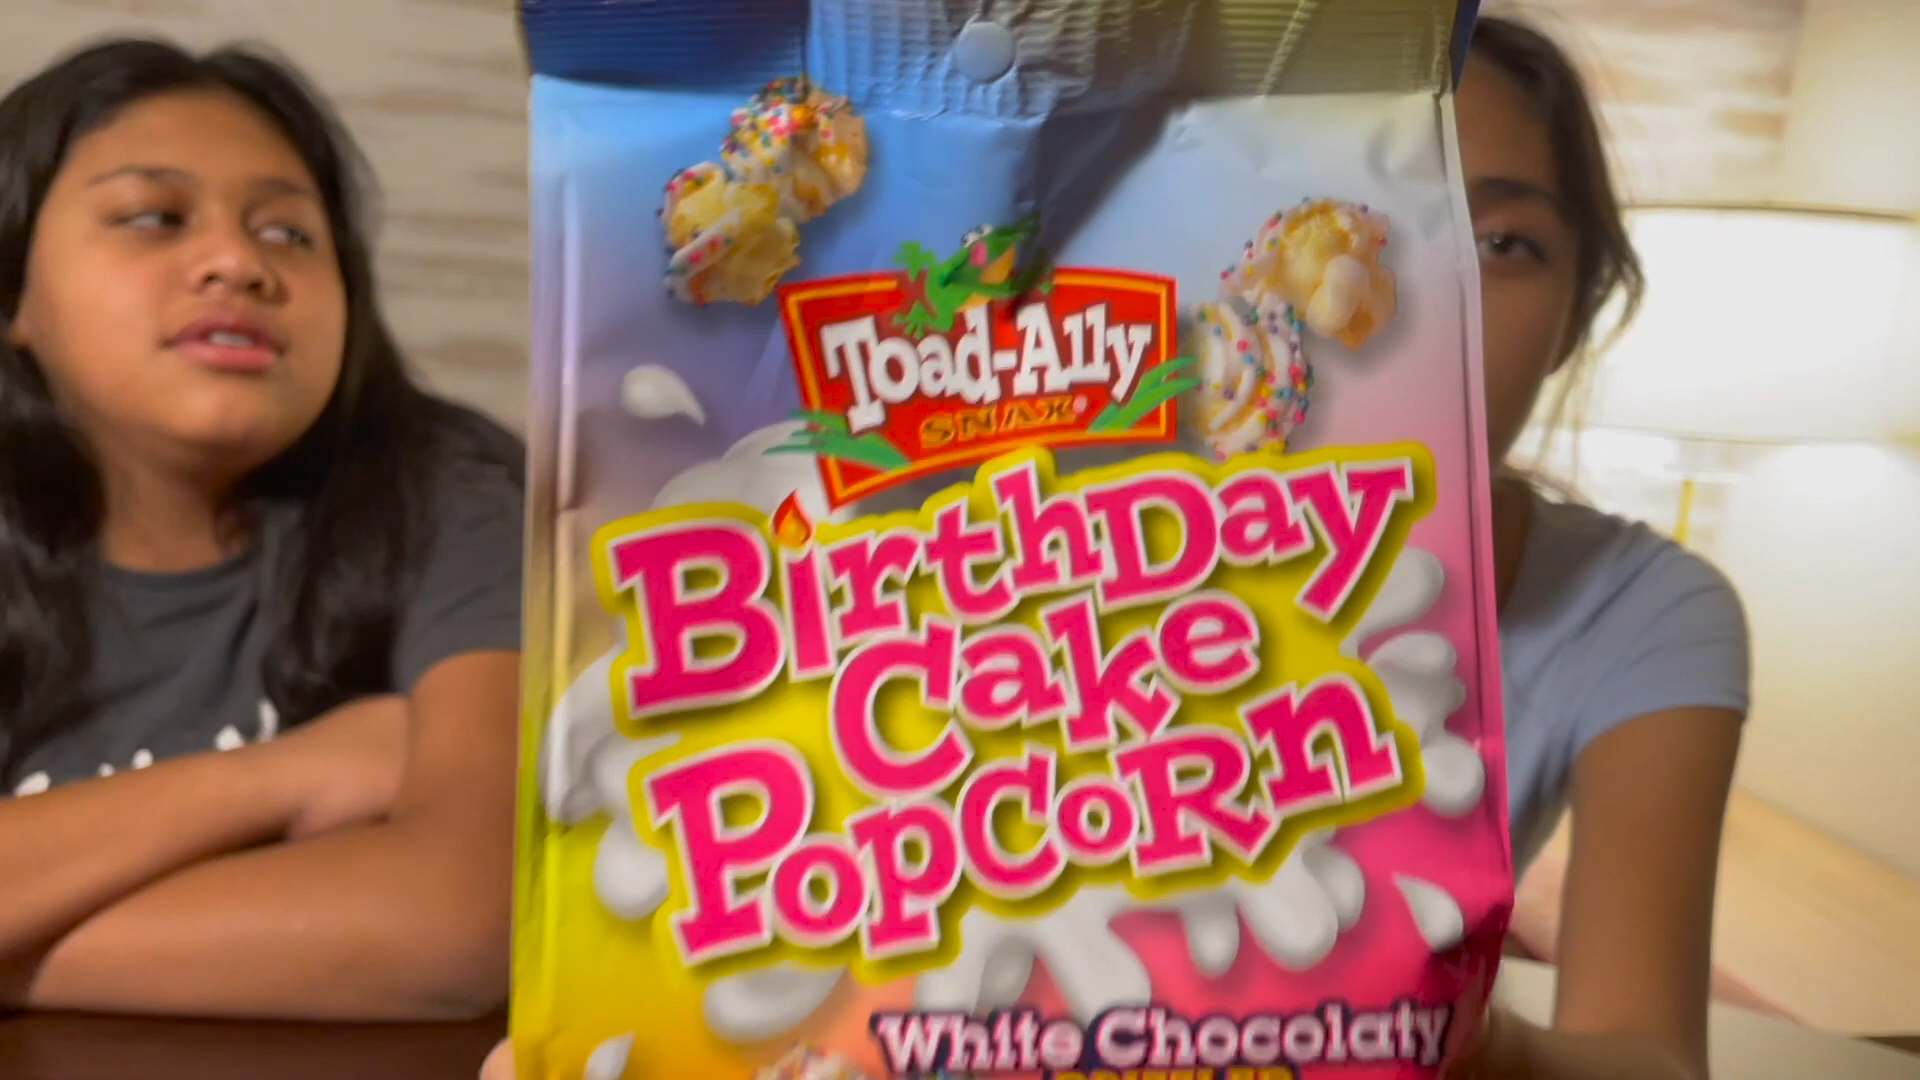 Toad-Ally
SNAX®
BirthDay
Cake
PopCoRn
White Chocolaty